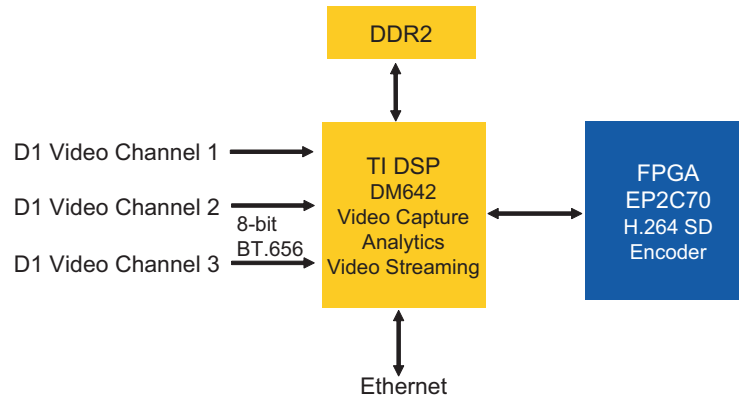 DDR2
D1 Video Channel 1
D1 Video Channel 2
8-bit
BT.656
D1 Video Channel 3
TI DSP
DM642
Video Capture
Analytics
Video Streaming
FPGA
EP2C70
H.264 SD
Encoder
Ethernet